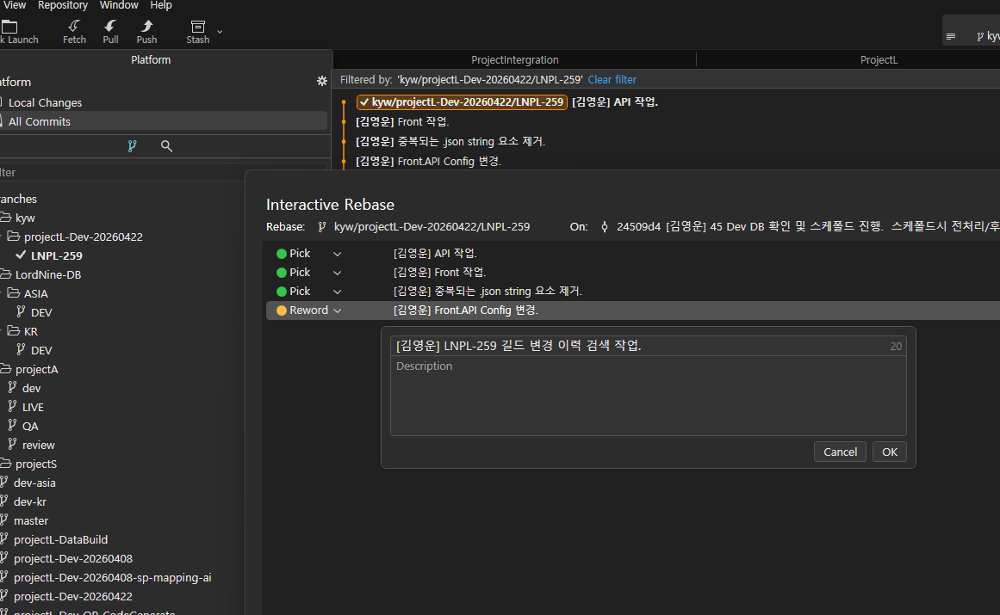 View Repository Window Help
k Launch Fetch Pull Push Stash
kyw
Platform ProjectIntergration ProjectL
atform
Filtered by: 'kyw/projectL-Dev-20260422/LNPL-259' Clear filter
Local Changes
All Commits
kyw/projectL-Dev-20260422/LNPL-259 [김영운] API 작업.
[김영운] Front 작업.
[김영운] 중복되는 .json string 요소 제거.
[김영운] Front.API Config 변경.
lter
anches
kyw
projectL-Dev-20260422
LNPL-259
LordNine-DB
ASIA
DEV
KR
DEV
projectA
dev
LIVE
QA
review
projectS
dev-asia
dev-kr
master
projectL-DataBuild
projectL-Dev-20260408
projectL-Dev-20260408-sp-mapping-ai
projectL-Dev-20260422
projectL-Dev-QP-CodeGenerate
Interactive Rebase
Rebase: kyw/projectL-Dev-20260422/LNPL-259 On: 24509d4 [김영운] 45 Dev DB 확인 및 스케폴드 진행. 스케폴드시 전처리/후
Pick [김영운] API 작업.
Pick [김영운] Front 작업.
Pick [김영운] 중복되는 .json string 요소 제거.
Reword [김영운] Front.API Config 변경.
[김영운] LNPL-259 길드 변경 이력 검색 작업. 20
Description
Cancel OK